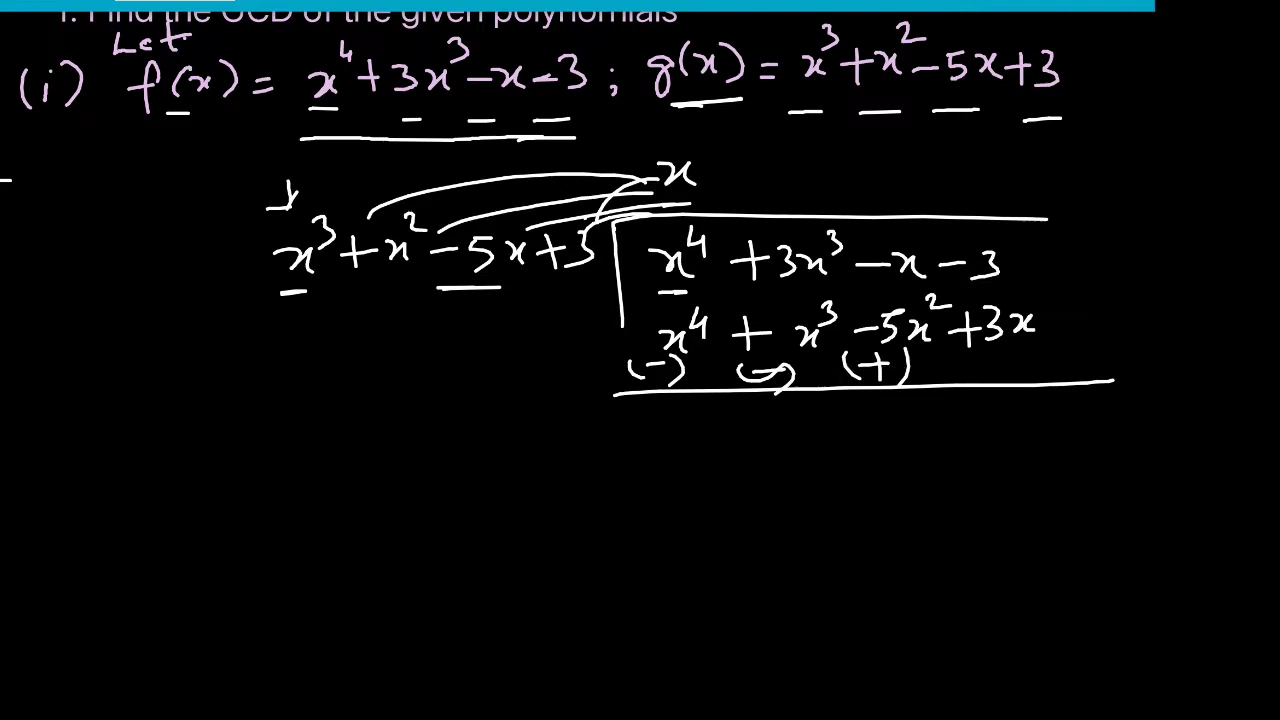 1. Find the GCD of the given polynomials
Let
(i) f(x) = x⁴ + 3x³ - x - 3 ; g(x) = x³ + x² - 5x + 3
x
x³ + x² - 5x + 3 x⁴ + 3x³ - x - 3
x⁴ + x³ - 5x² + 3x
(-) (-) (+)